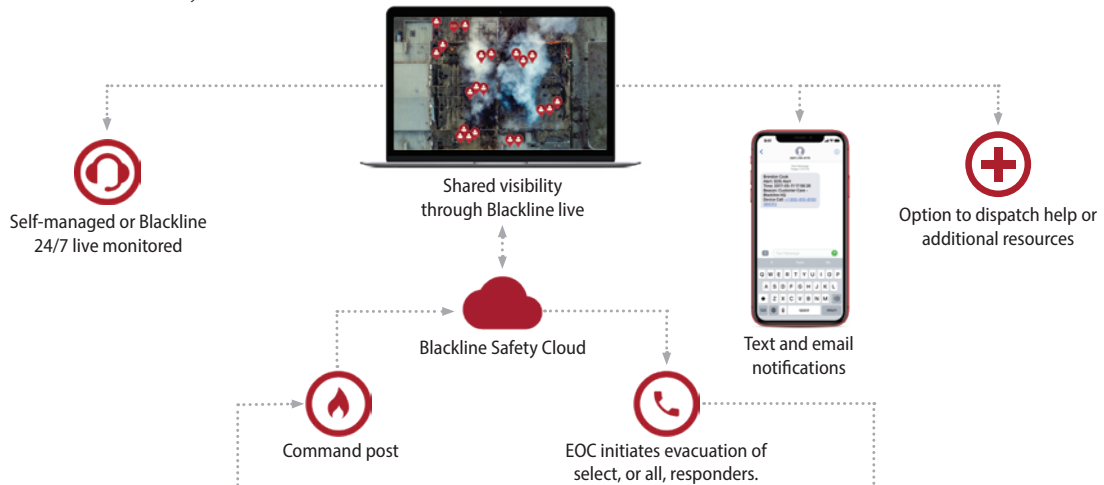 Shared visibility
through Blackline live
Self-managed or Blackline
24/7 live monitored
Option to dispatch help or
additional resources
Blackline Safety Cloud
Text and email
notifications
Command post
EOC initiates evacuation of
select, or all, responders.
Q W E R T Y U I O P
A S D F G H J K L
Z X C V B N M